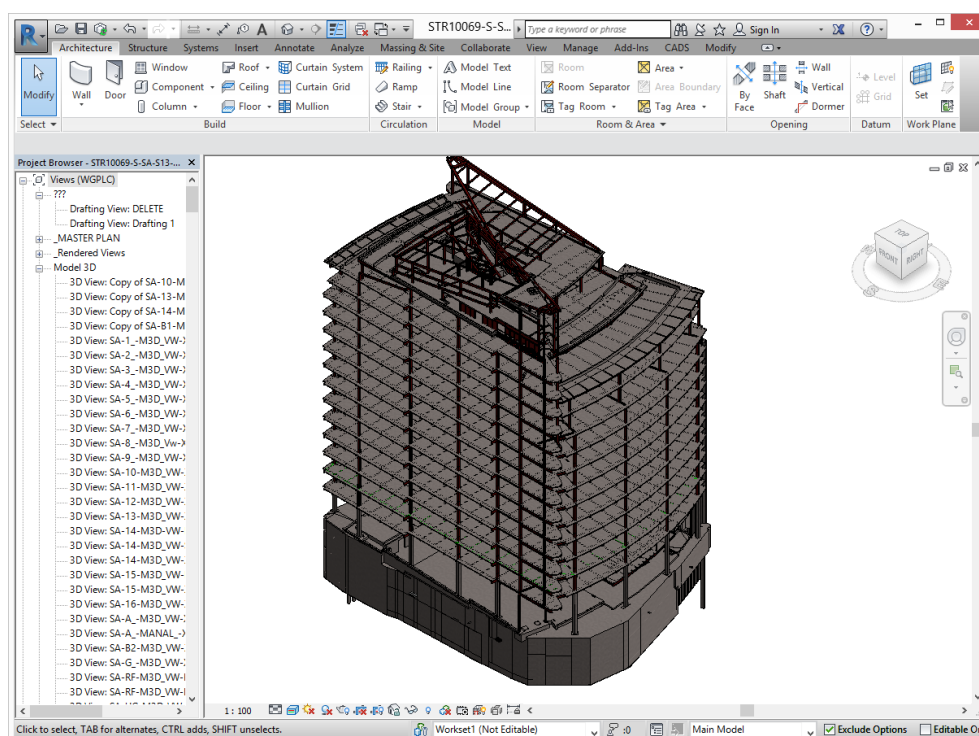 STR10069-S-S... Type a keyword or phrase Sign In
Architecture Structure Systems Insert Annotate Analyze Massing & Site Collaborate View Manage Add-Ins CADS Modify
Modify
Wall
Door
Window
Component
Column
Roof
Ceiling
Floor
Curtain System
Curtain Grid
Mullion
Railing
Ramp
Stair
Model Text
Model Line
Model Group
Room
Room Separator
Tag Room
Area
Area Boundary
Tag Area
By
Face
Shaft
Wall
Vertical
Dormer
Level
Grid
Set
Select Build Circulation Model Room & Area Opening Datum Work Plane
Project Browser - STR10069-S-SA-S13-...
Views (WGPLC)
???
Drafting View: DELETE
Drafting View: Drafting 1
_MASTER PLAN
_Rendered Views
Model 3D
3D View: Copy of SA-10-M
3D View: Copy of SA-13-M
3D View: Copy of SA-14-M
3D View: Copy of SA-B1-M
3D View: SA-1_-M3D_VW-X
3D View: SA-2_-M3D_VW-X
3D View: SA-3_-M3D_VW-X
3D View: SA-4_-M3D_VW-X
3D View: SA-5_-M3D_VW-X
3D View: SA-6_-M3D_VW-X
3D View: SA-7_-M3D_VW-X
3D View: SA-8_-M3D_Vw-X
3D View: SA-9_-M3D_VW-X
3D View: SA-10-M3D_VW-
3D View: SA-11-M3D_VW-
3D View: SA-12-M3D_VW-
3D View: SA-13-M3D_VW-
3D View: SA-14-M3D-VW-
3D View: SA-14-M3D_VW-
3D View: SA-14-M3D_VW-
3D View: SA-15-M3D_VW-
3D View: SA-15-M3D_VW-
3D View: SA-16-M3D_VW-
3D View: SA-A_-M3D_VW-X
3D View: SA-A_-MANAL_-X
3D View: SA-B2-M3D_VW-
3D View: SA-G_-M3D_VW-X
3D View: SA-RF-M3D_VW-I
3D View: SA-RF-M3D_VW-I
TOP
FRONT
RIGHT
S
E
1 : 100
Click to select, TAB for alternates, CTRL adds, SHIFT unselects. Workset1 (Not Editable) :0 Main Model Exclude Options Editable O